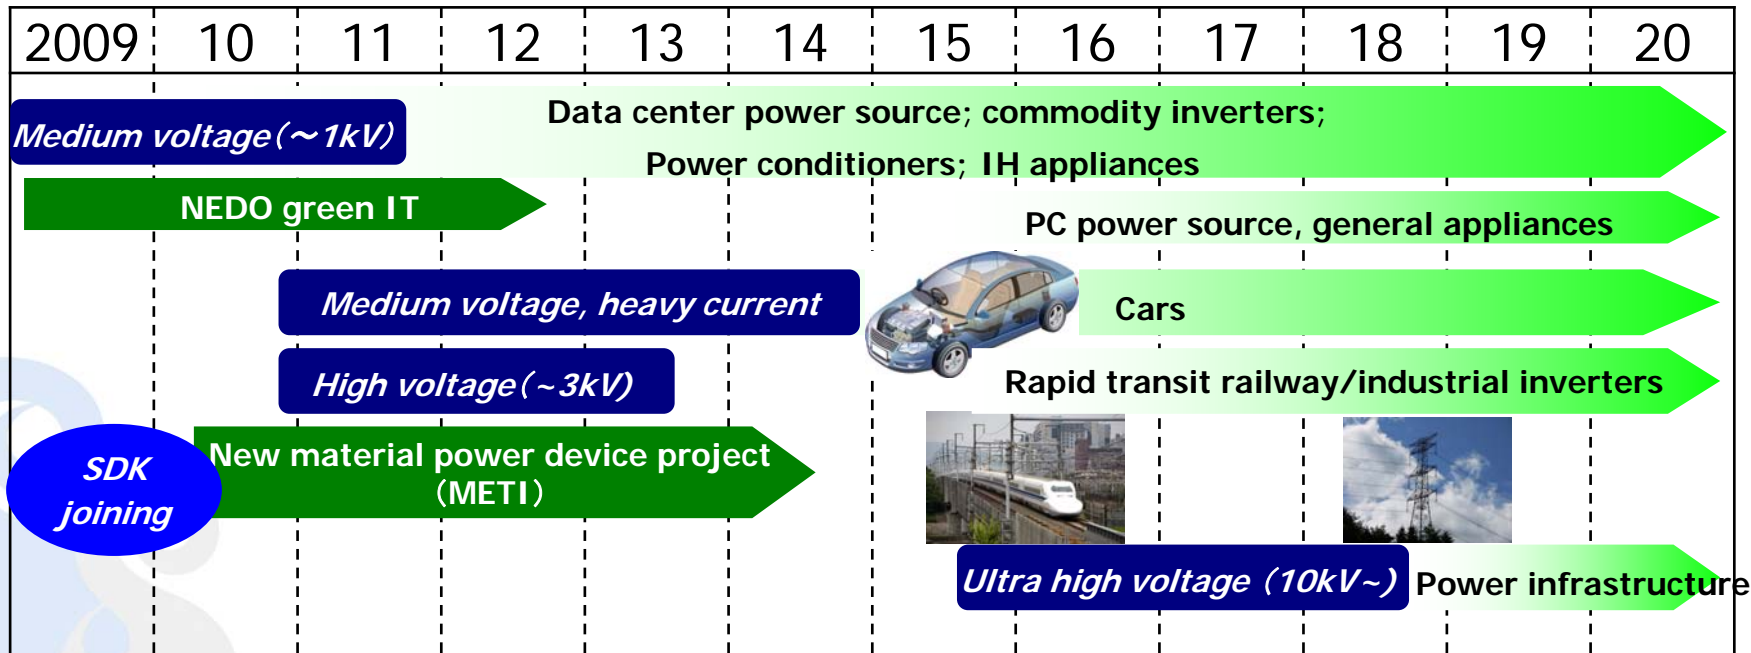 2009 10 11 12 13 14 15 16 17 18 19 20
Medium voltage(～1kV)
Data center power source; commodity inverters;
Power conditioners; IH appliances
NEDO green IT
PC power source, general appliances
Medium voltage, heavy current
Cars
High voltage(~3kV)
Rapid transit railway/industrial inverters
SDK
joining
New material power device project
(METI)
Ultra high voltage (10kV~)
Power infrastructure